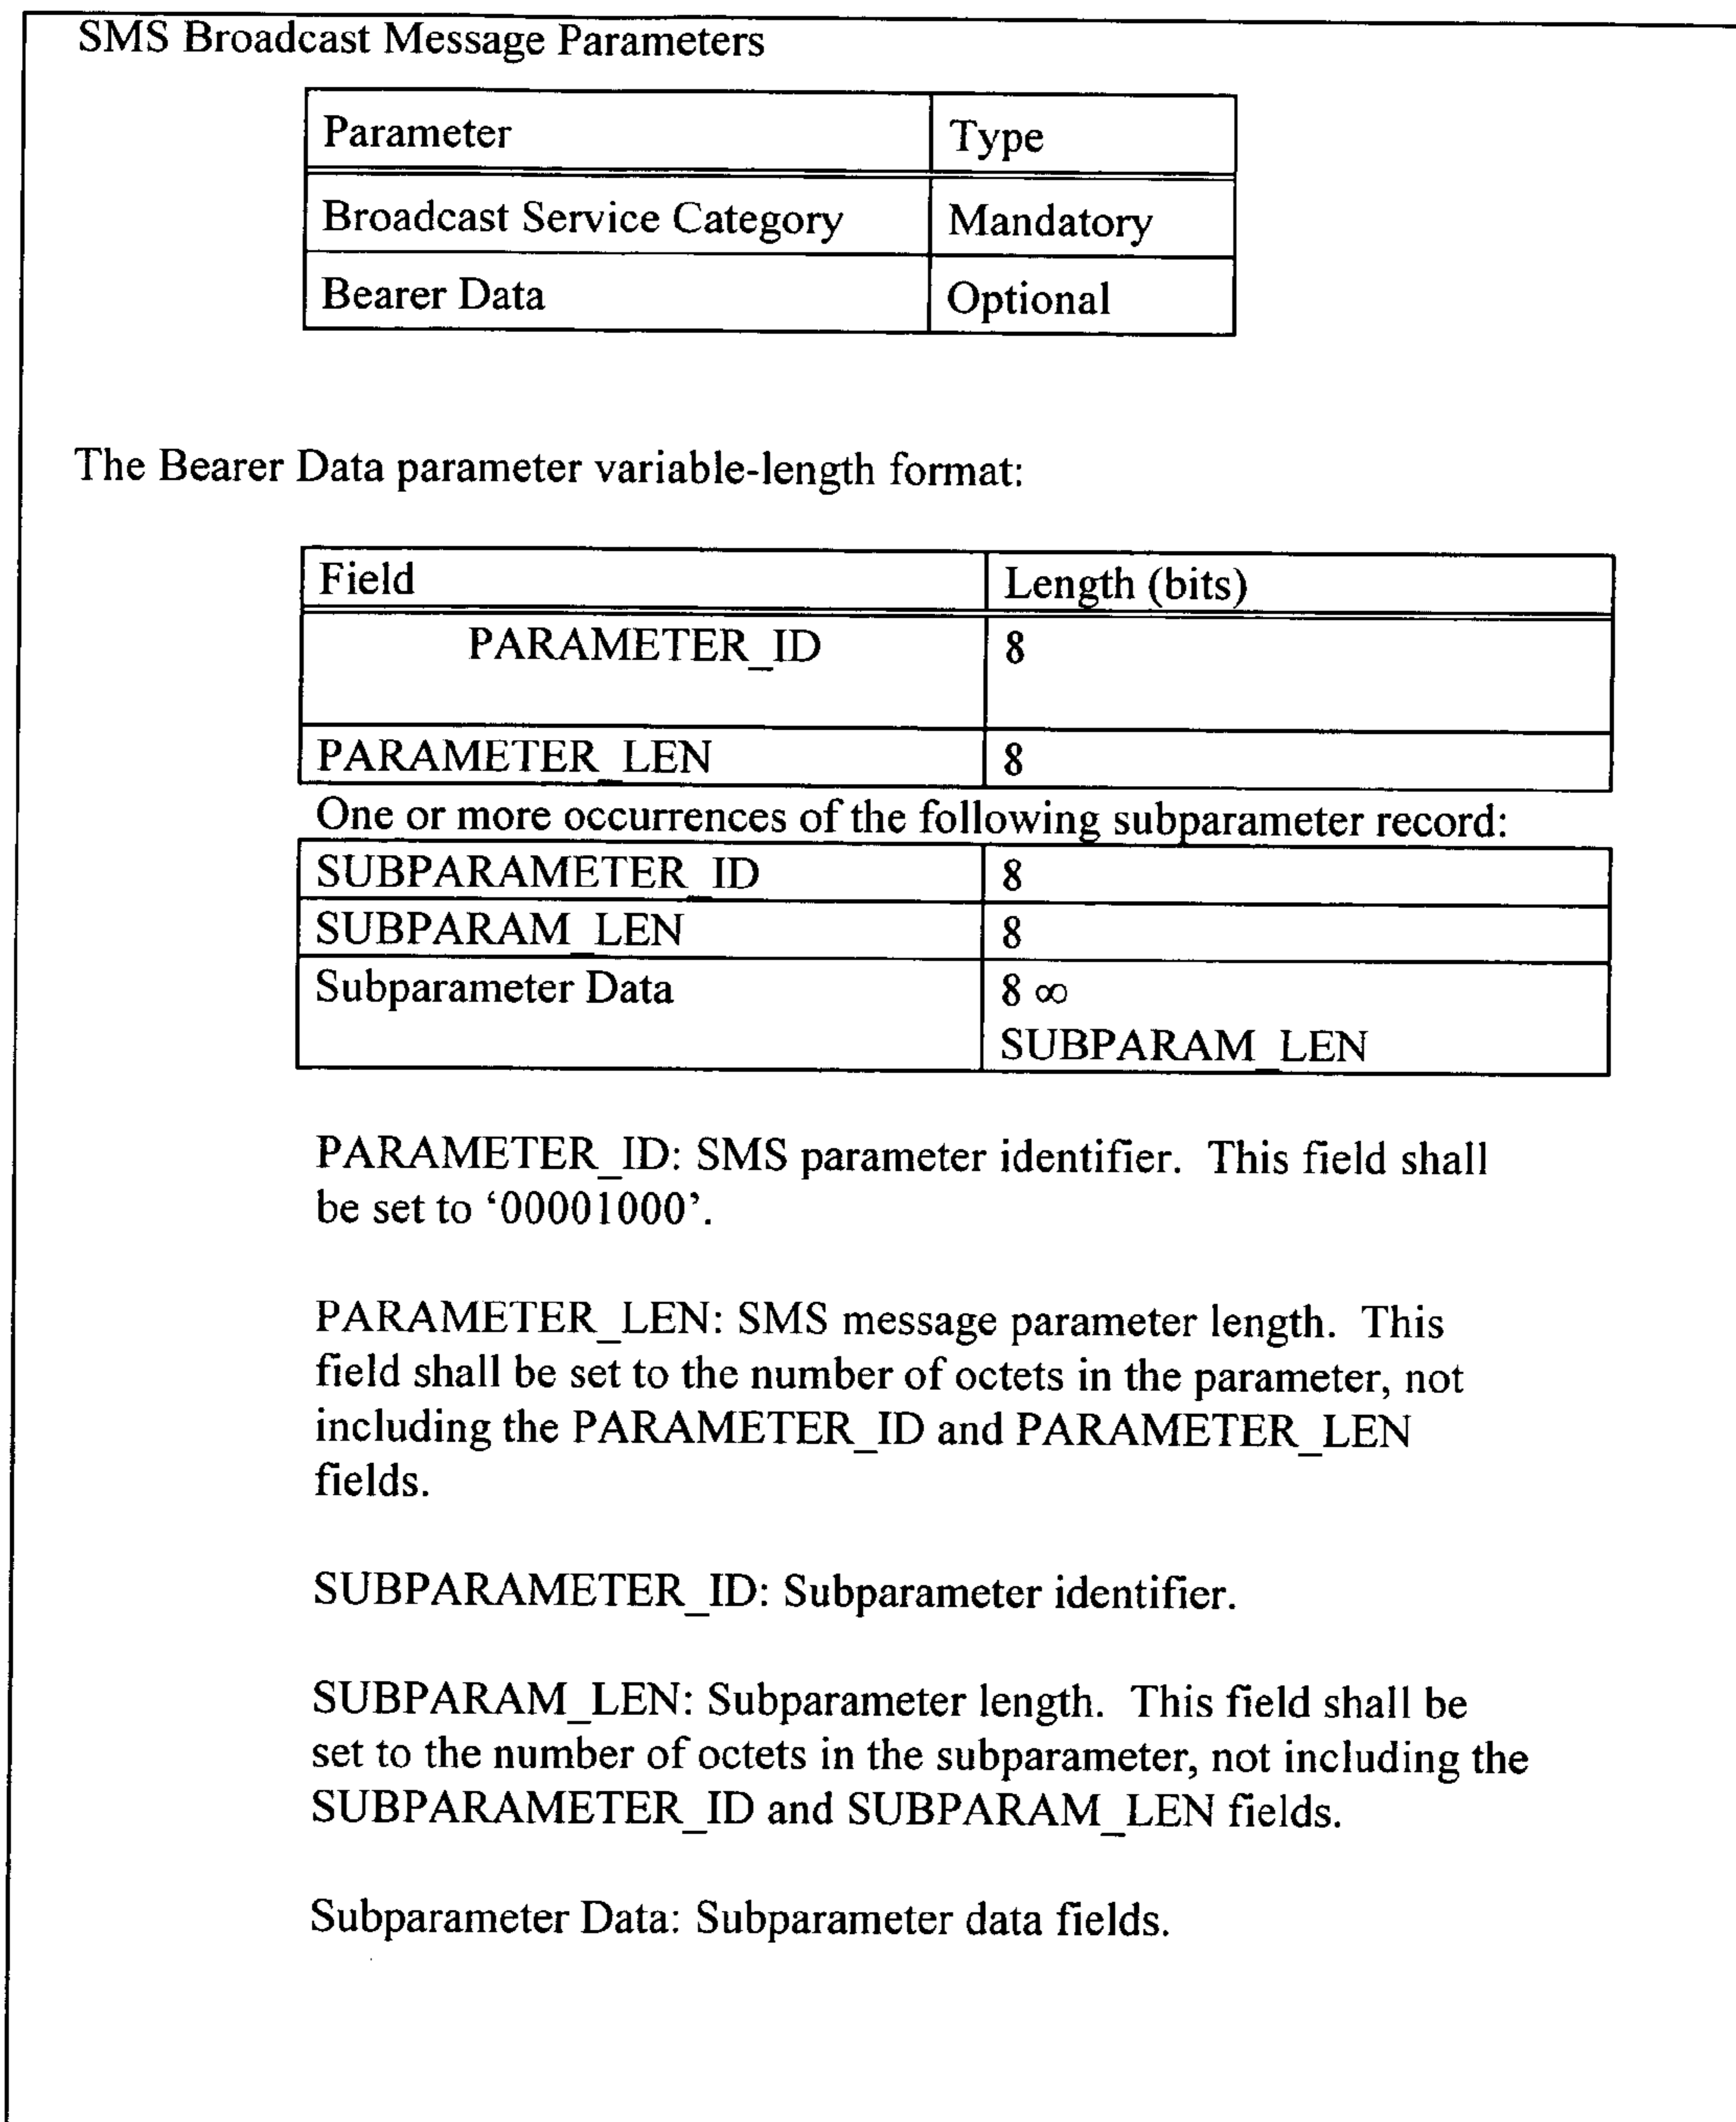 SMS Broadcast Message Parameters
Parameter Type
Broadcast Service Category Mandatory
Bearer Data Optional
The Bearer Data parameter variable-length format:
Field Length (bits)
PARAMETER_ID 8
PARAMETER_LEN 8
One or more occurrences of the following subparameter record:
SUBPARAMETER_ID 8
SUBPARAM_LEN 8
Subparameter Data 8 ∞
SUBPARAM_LEN
PARAMETER_ID: SMS parameter identifier. This field shall
be set to ‘00001000’.
PARAMETER_LEN: SMS message parameter length. This
field shall be set to the number of octets in the parameter, not
including the PARAMETER_ID and PARAMETER_LEN
fields.
SUBPARAMETER_ID: Subparameter identifier.
SUBPARAM_LEN: Subparameter length. This field shall be
set to the number of octets in the subparameter, not including the
SUBPARAMETER_ID and SUBPARAM_LEN fields.
Subparameter Data: Subparameter data fields.